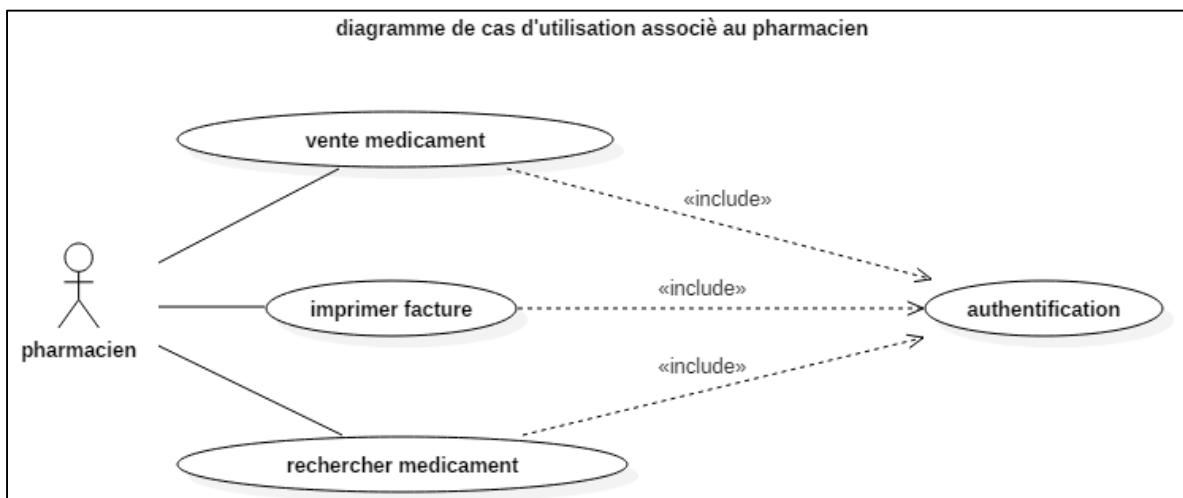 diagramme de cas d'utilisation associè au pharmacien
vente medicament
«include»
«include»
imprimer facture
authentification
pharmacien
«include»
rechercher medicament